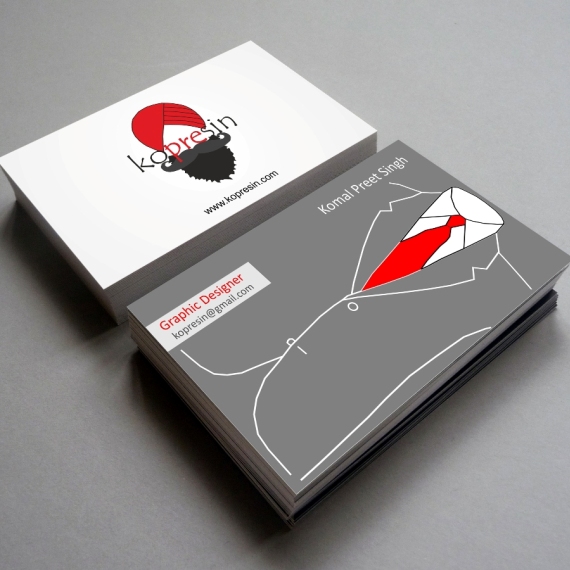 kopresin
www.kopresin.com
Komal Preet Singh
Graphic Designer
kopresin@gmail.com